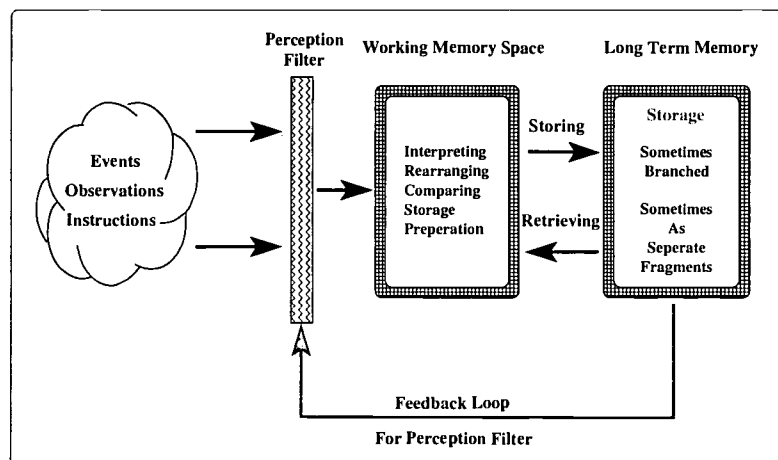 Perception
Filter
Working Memory Space
Long Term Memory
Events
Observations
Instructions
Interpreting
Rearranging
Comparing
Storage
Preperation
Storing
Retrieving
Storage
Sometimes
Branched
Sometimes
As
Seperate
Fragments
Feedback Loop
For Perception Filter